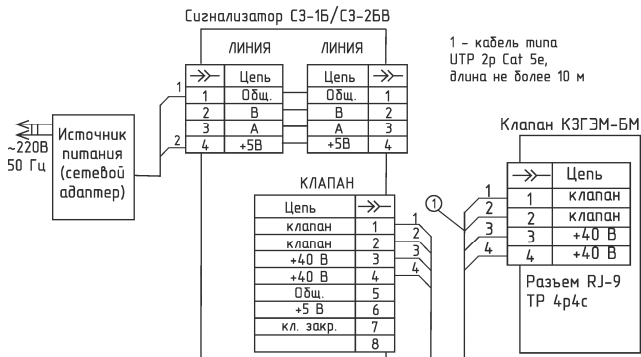 Сигнализатор СЗ-1Б/СЗ-2БВ
ЛИНИЯ ЛИНИЯ
1 - кабель типа
UTP 2p Cat 5e,
длина не более 10 м
Цепь Цепь
1 1 Общ. Общ. 1
2 В В 2
3 А А 3
2 4 +5В +5В 4
~220В
50 Гц
Источник
питания
(сетевой
адаптер)
Клапан КЗГЭМ-БМ
Цепь
1 1 клапан
2 2 клапан
3 3 +40 В
4 4 +40 В
Разъем RJ-9
TP 4p4c
1
КЛАПАН
Цепь
клапан 1 1
клапан 2 2
+40 В 3 3
+40 В 4 4
Общ. 5
+5 В 6
кл. закр. 7
8